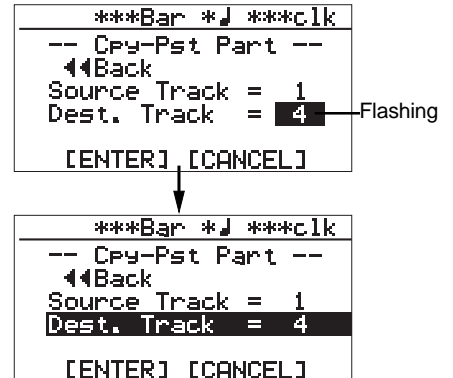 ***Bar *♩ ***clk
-- Cpy-Pst Part --
◀◀Back
Source Track = 1
Dest. Track = 4
Flashing
[ENTER] [CANCEL]
***Bar *♩ ***clk
-- Cpy-Pst Part --
◀◀Back
Source Track = 1
Dest. Track = 4
[ENTER] [CANCEL]